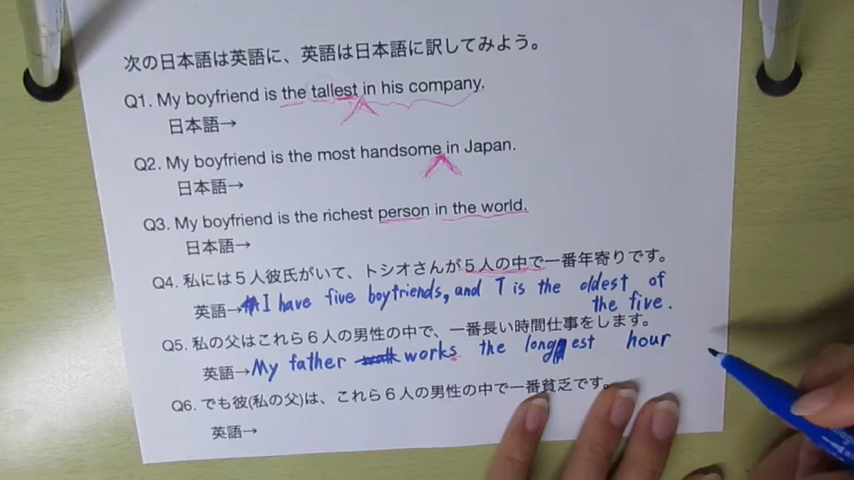 次の日本語は英語に、英語は日本語に訳してみよう。
Q1. My boyfriend is the tallest in his company.
日本語→
Q2. My boyfriend is the most handsome in Japan.
日本語→
Q3. My boyfriend is the richest person in the world.
日本語→
Q4. 私には５人彼氏がいて、トシオさんが５人の中で一番年寄りです。
英語→I have five boyfriends, and T is the oldest of
the five.
Q5. 私の父はこれら６人の男性の中で、一番長い時間仕事をします。
英語→My father works the longest hour
Q6. でも彼(私の父)は、これら６人の男性の中で一番貧乏です。
英語→